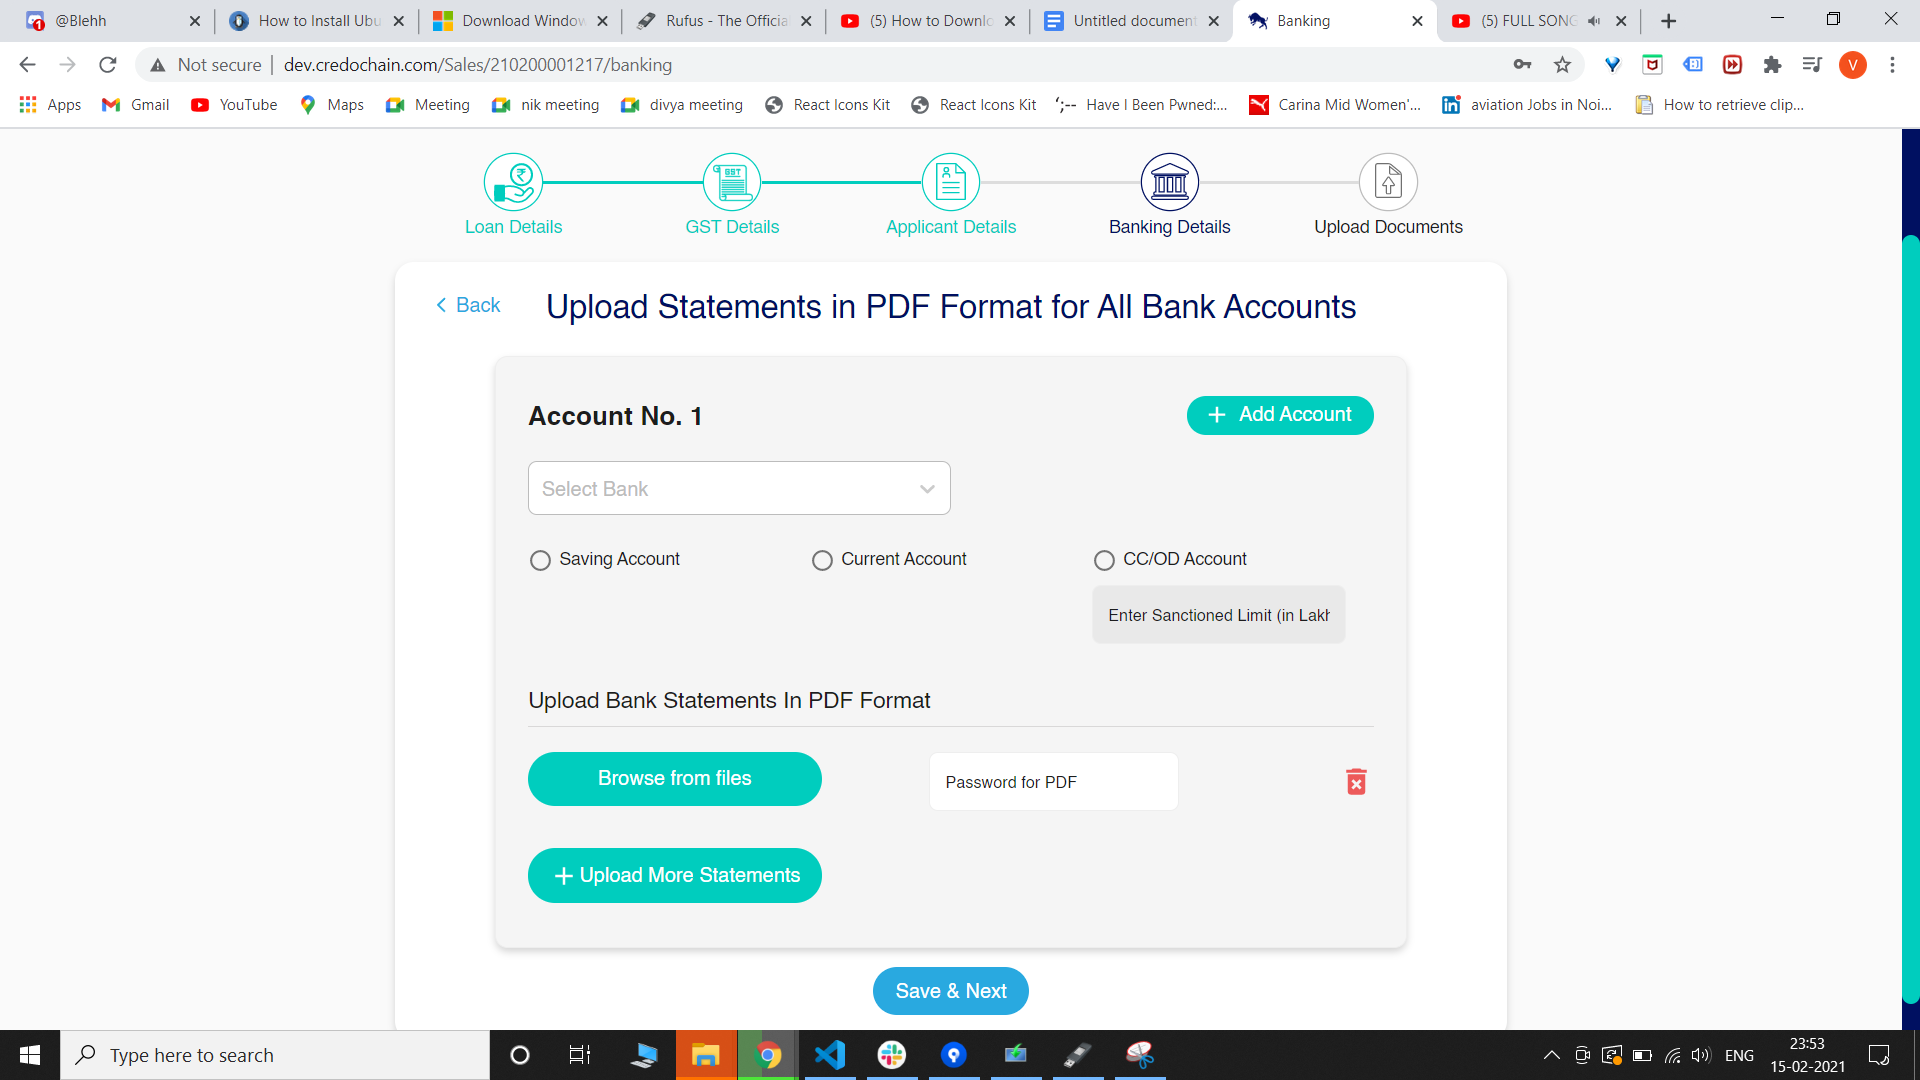 @Blehh
How to Install Ubu
Download Window
Rufus - The Official
(5) How to Downlo
Untitled document
Banking
(5) FULL SONG
Not secure | dev.credochain.com/Sales/210200001217/banking
V
Apps
Gmail
YouTube
Maps
Meeting
nik meeting
divya meeting
React Icons Kit
React Icons Kit
Have I Been Pwned:...
Carina Mid Women'...
aviation Jobs in Noi...
How to retrieve clip...
GST
Loan Details
GST Details
Applicant Details
Banking Details
Upload Documents
Back
Upload Statements in PDF Format for All Bank Accounts
Account No. 1
+ Add Account
Select Bank
Saving Account
Current Account
CC/OD Account
Enter Sanctioned Limit (in Lakh
Upload Bank Statements In PDF Format
Browse from files
Password for PDF
+ Upload More Statements
Save & Next
Type here to search
ENG
23:53
15-02-2021